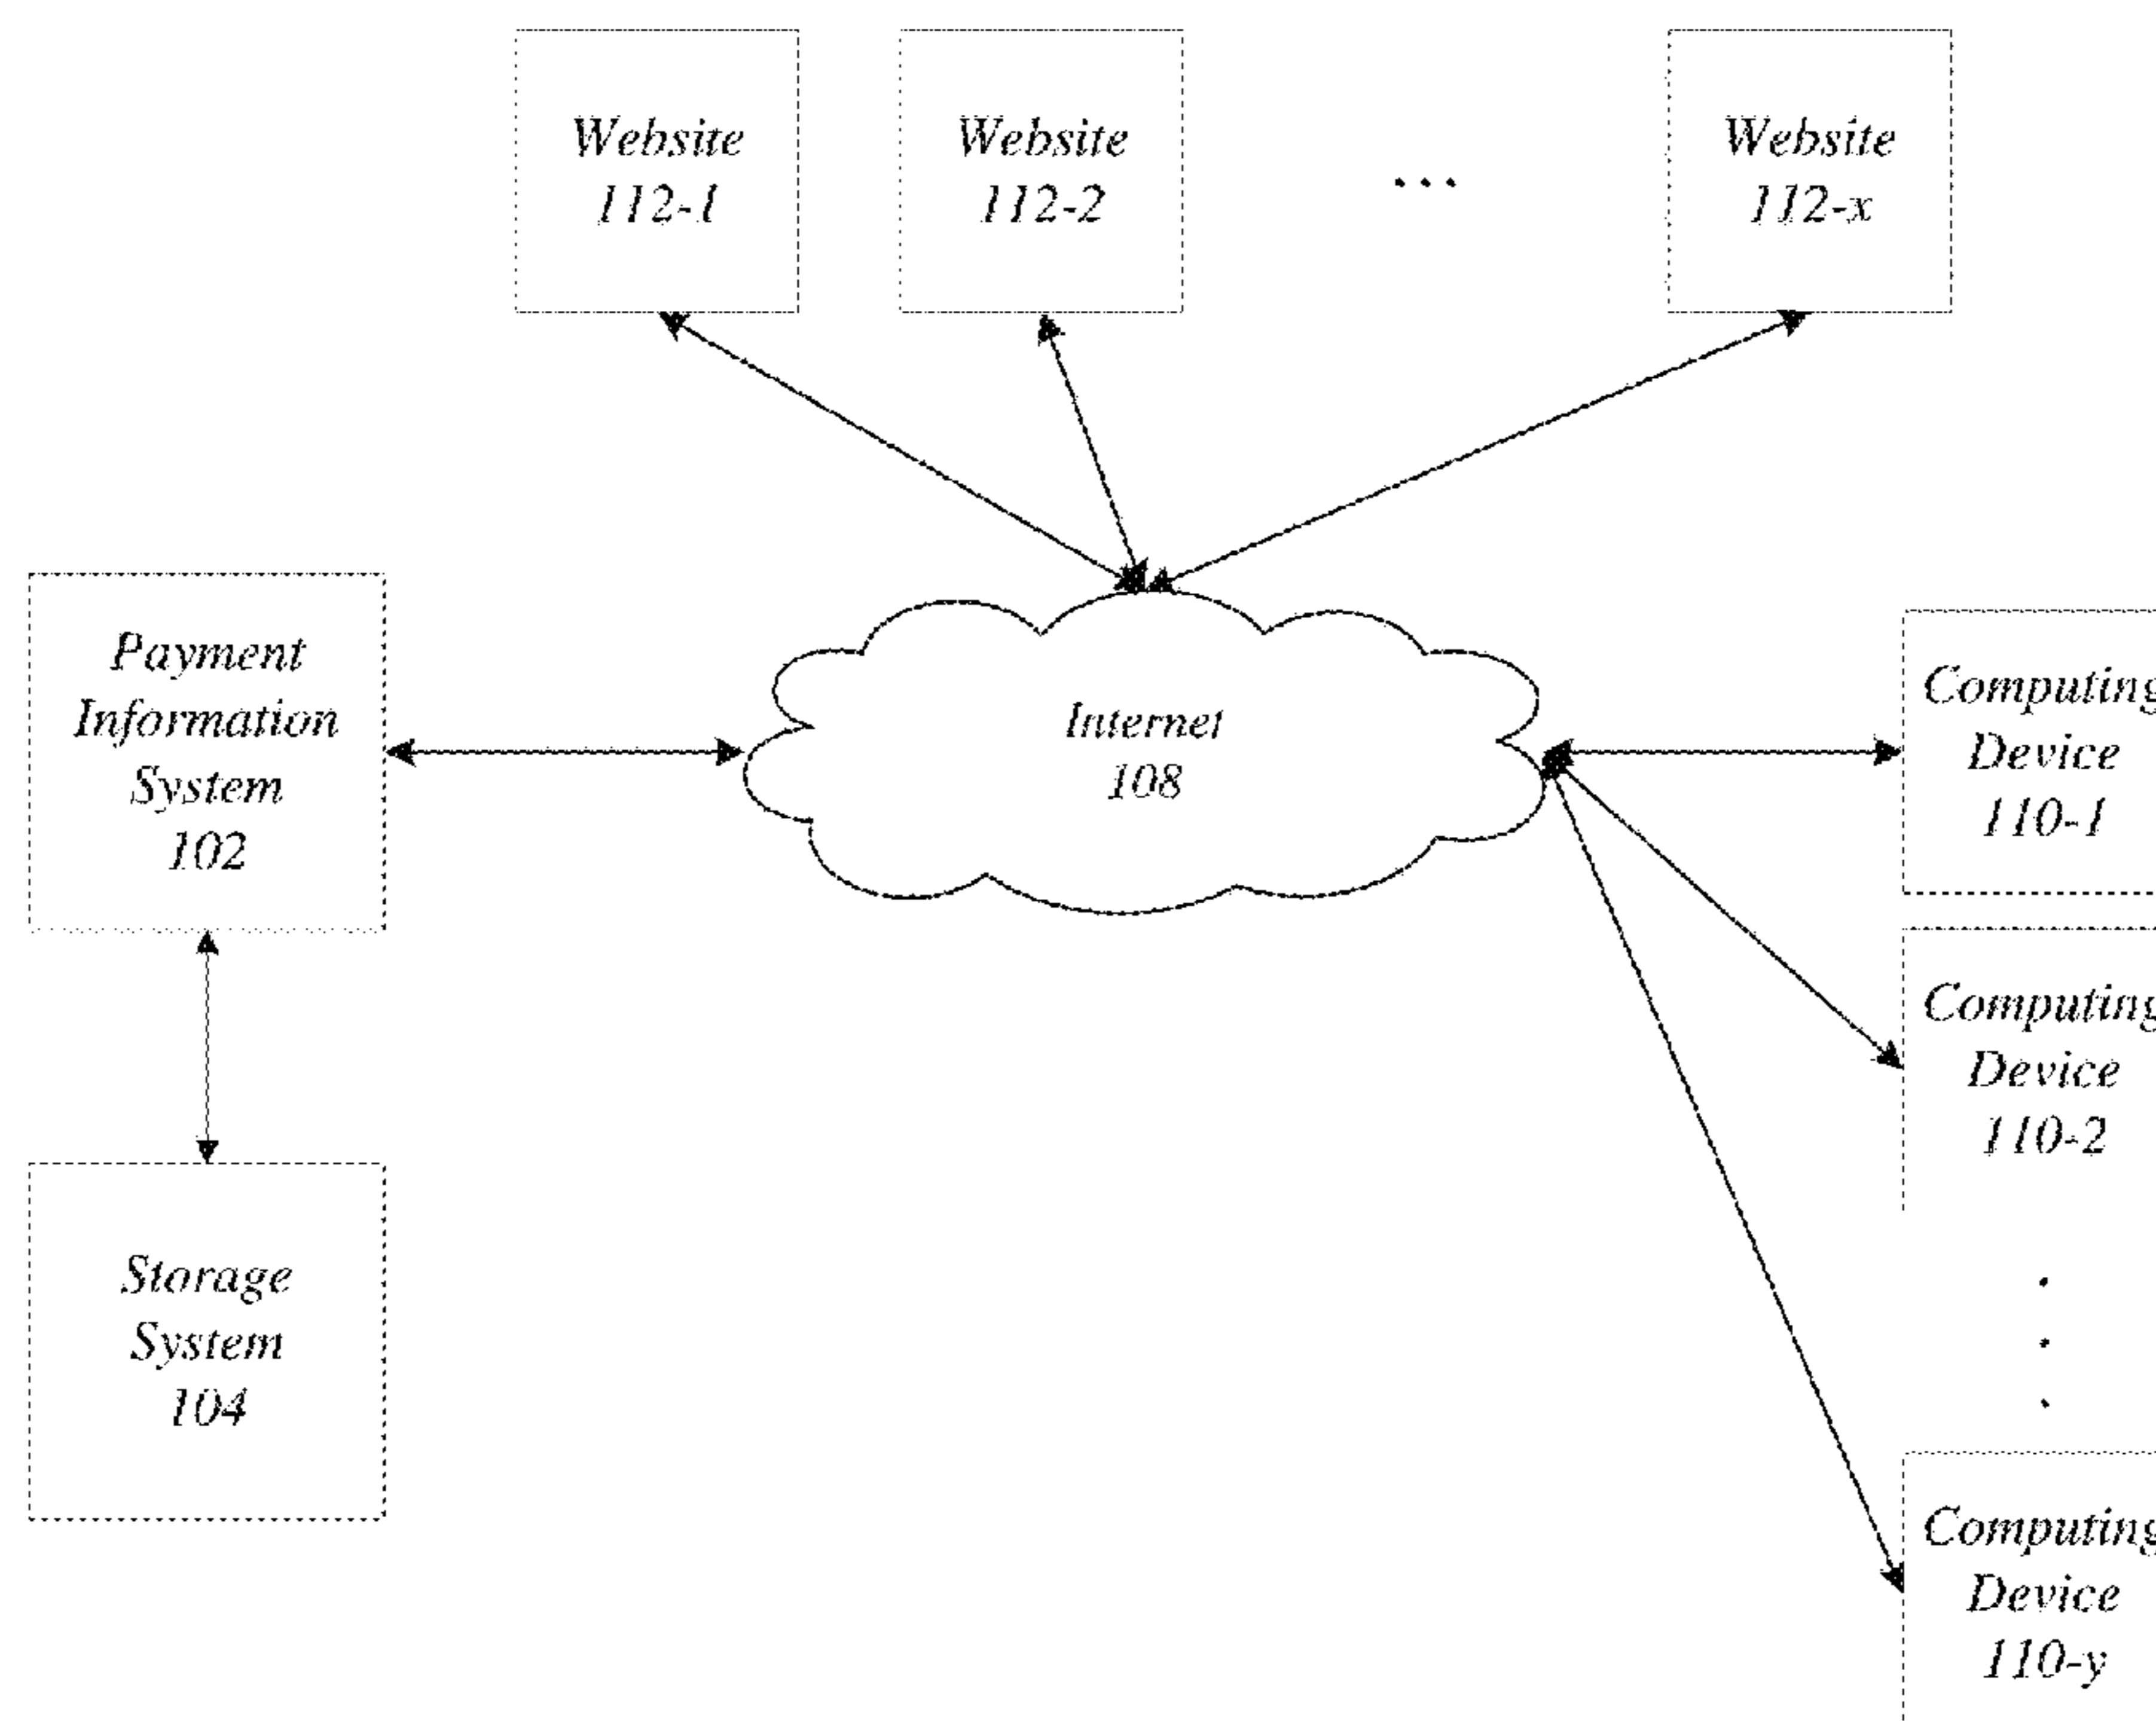 Website
112-1
Website
112-2
...
Website
112-x
Payment
Information
System
102
Internet
108
Computing
Device
110-1
Computing
Device
110-2
Storage
System
104
Computing
Device
110-y